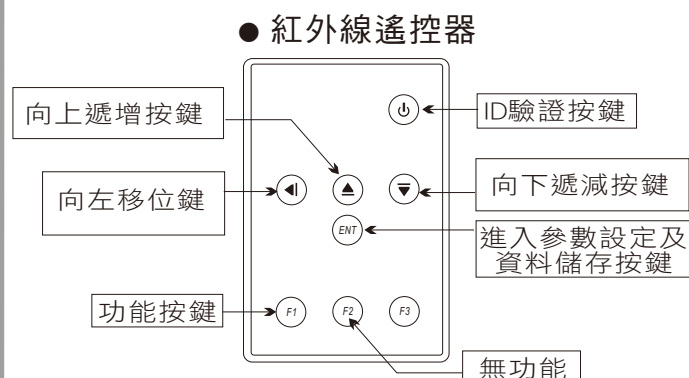 ● 紅外線遙控器
向上遞增按鍵
ID驗證按鍵
向左移位鍵
向下遞減按鍵
ENT
進入參數設定及
資料儲存按鍵
功能按鍵
F1
F2
F3
無功能